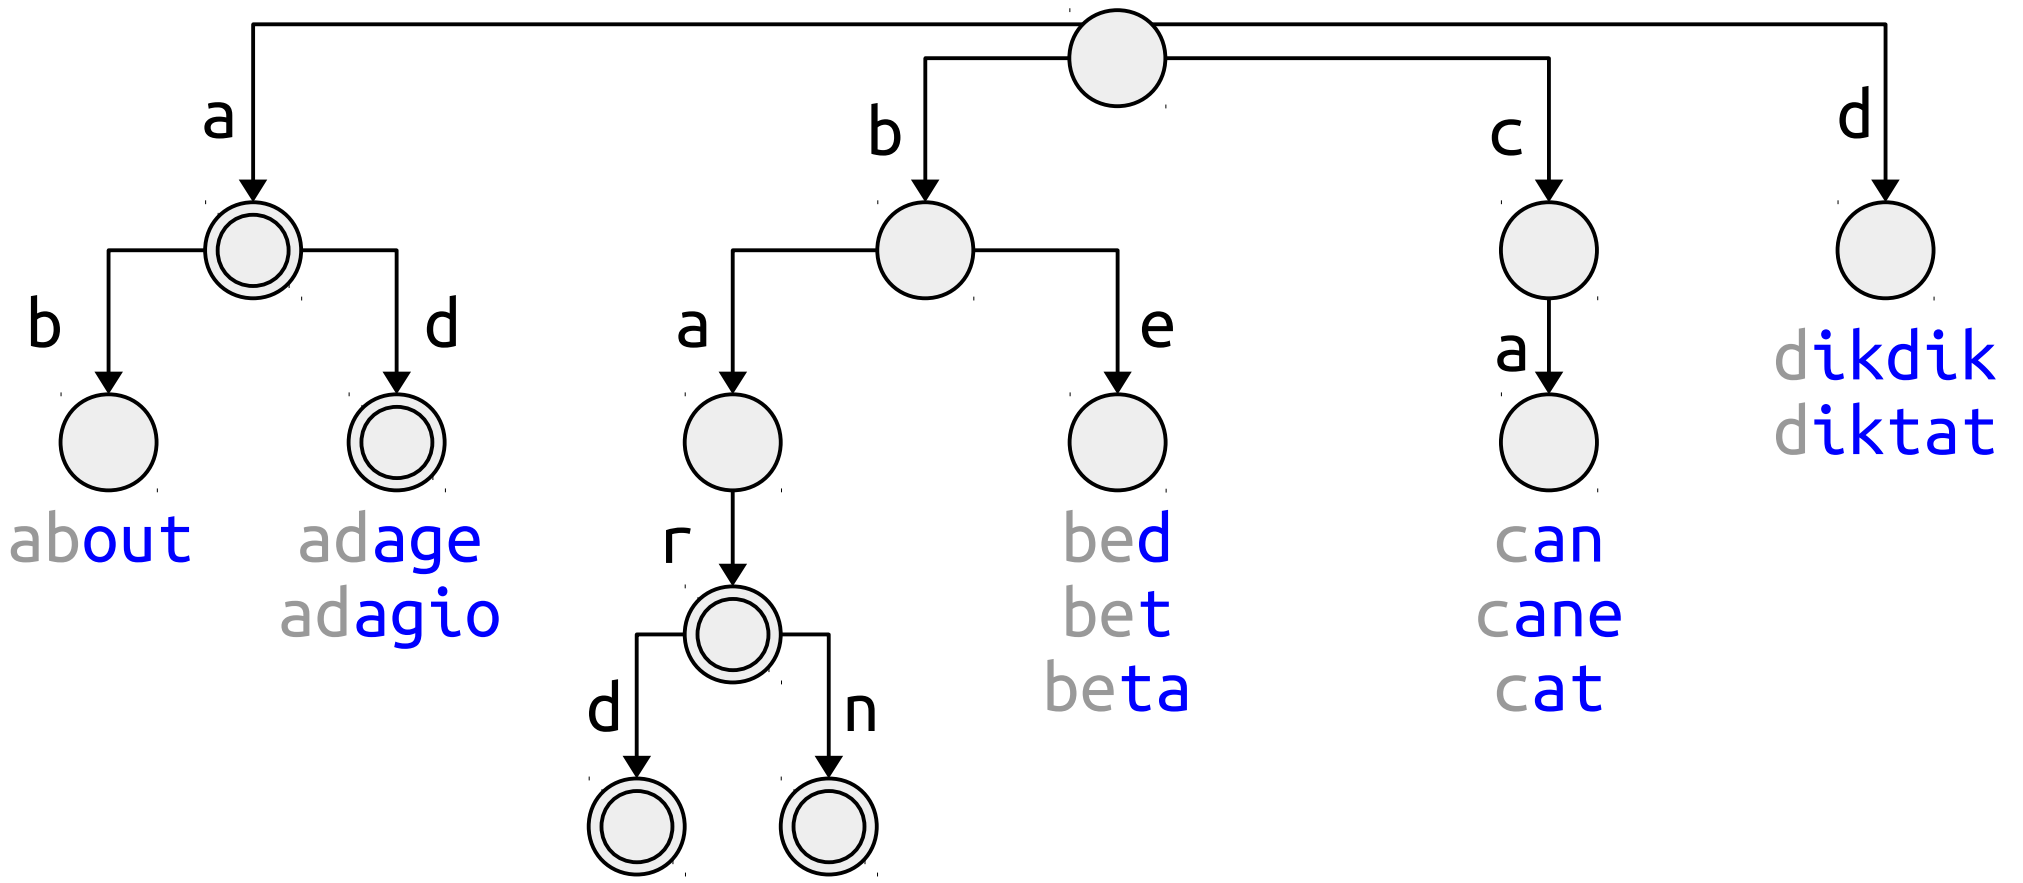 a
b
c
d
b
d
a
e
a
dikdik
diktat
about
adage
adagio
r
bed
bet
beta
can
cane
cat
d
n